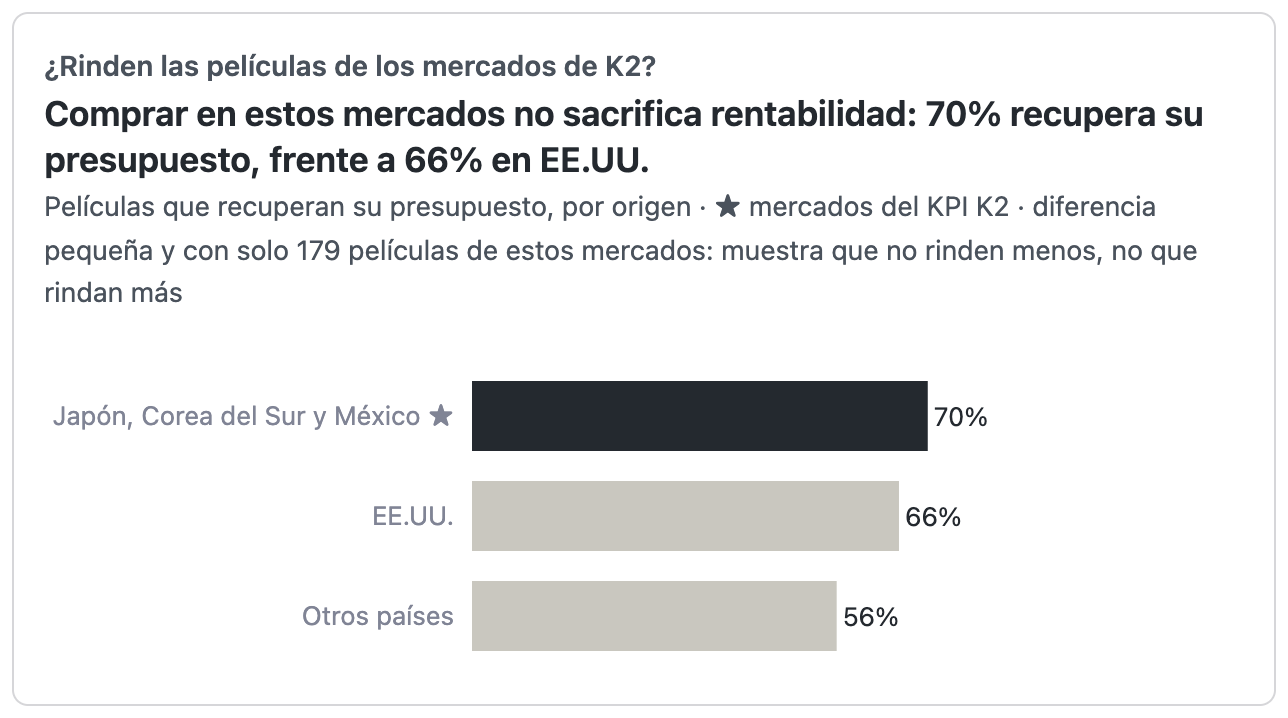 ¿Rinden las películas de los mercados de K2?
Comprar en estos mercados no sacrifica rentabilidad: 70% recupera su
presupuesto, frente a 66% en EE.UU.
Películas que recuperan su presupuesto, por origen · ★ mercados del KPI K2 · diferencia
pequeña y con solo 179 películas de estos mercados: muestra que no rinden menos, no que
rindan más
Japón, Corea del Sur y México ★ 70%
EE.UU. 66%
Otros países 56%